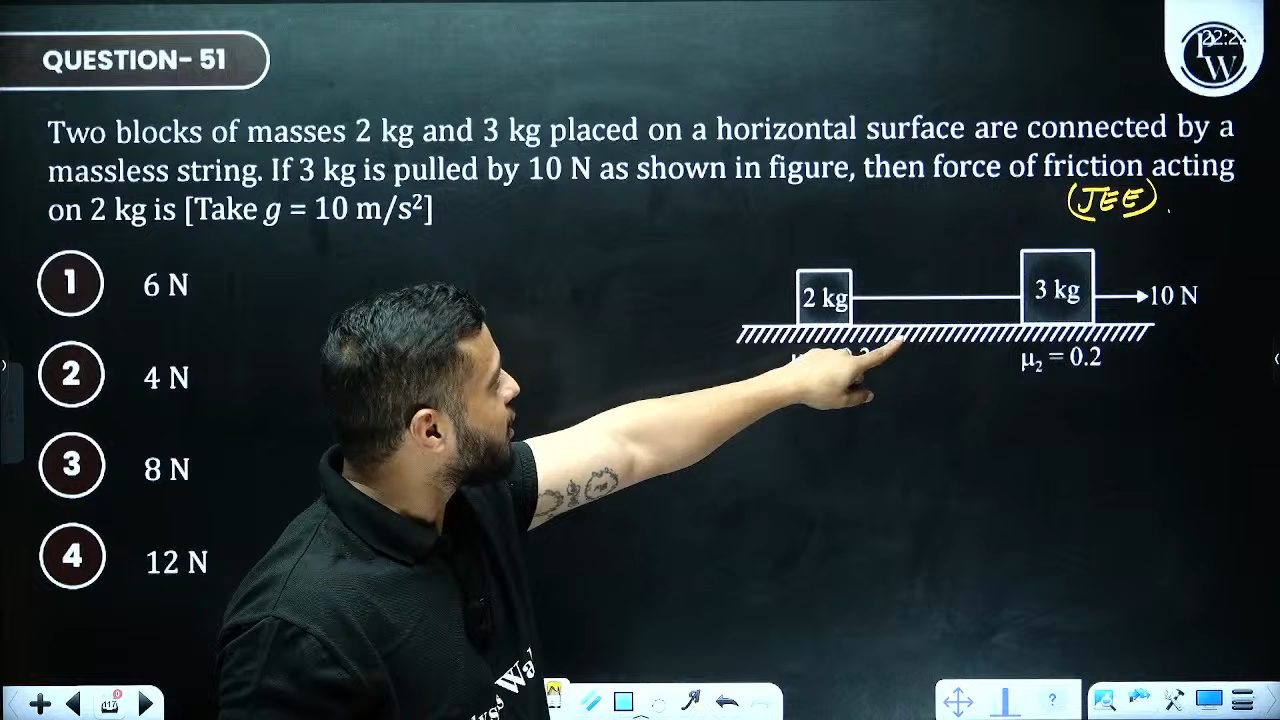 QUESTION- 51
22:2
PW
Two blocks of masses 2 kg and 3 kg placed on a horizontal surface are connected by a
massless string. If 3 kg is pulled by 10 N as shown in figure, then force of friction acting
on 2 kg is [Take g = 10 m/s²]
(JEE)
1 6 N
2 4 N
3 8 N
4 12 N
2 kg
3 kg
10 N
μ₂ = 0.2